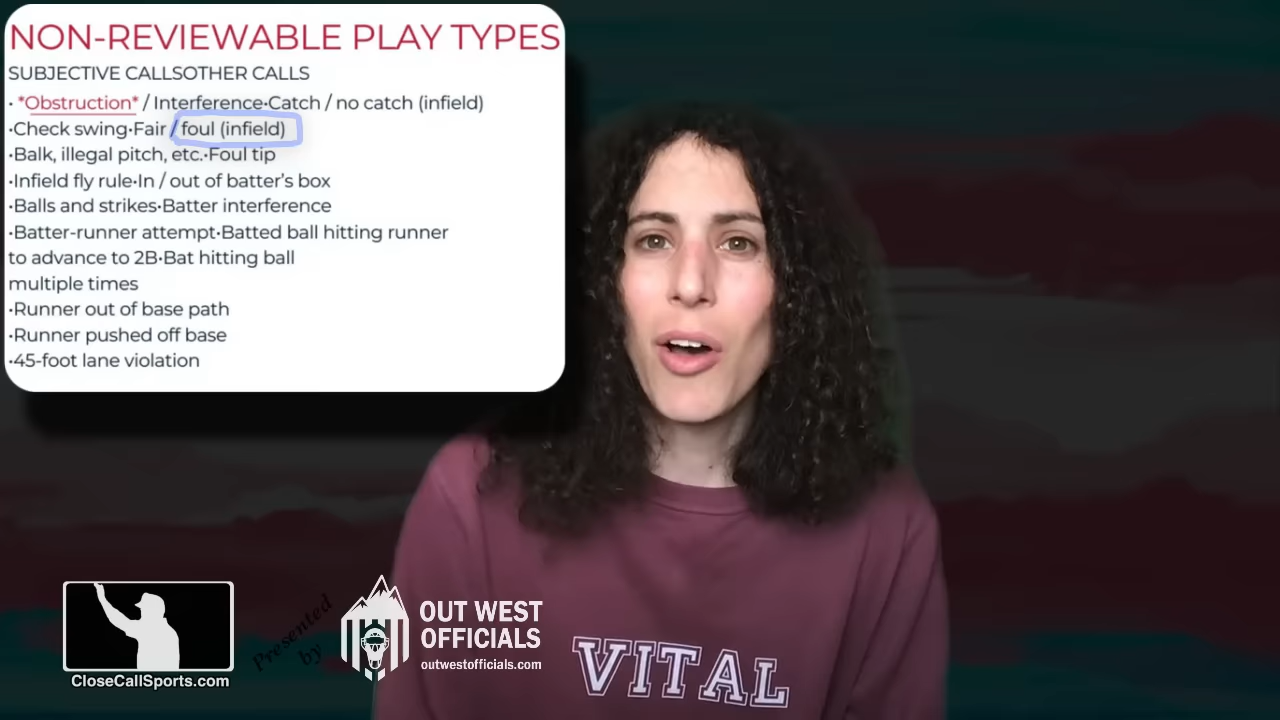 NON-REVIEWABLE PLAY TYPES
SUBJECTIVE CALLSOTHER CALLS
• *Obstruction* / Interference•Catch / no catch (infield)
•Check swing•Fair / foul (infield)
•Balk, illegal pitch, etc.•Foul tip
•Infield fly rule•In / out of batter's box
•Balls and strikes•Batter interference
•Batter-runner attempt•Batted ball hitting runner
to advance to 2B•Bat hitting ball
multiple times
•Runner out of base path
•Runner pushed off base
•45-foot lane violation
CloseCallSports.com
Presented
by
OUT WEST
OFFICIALS
outwestofficials.com
VITAL